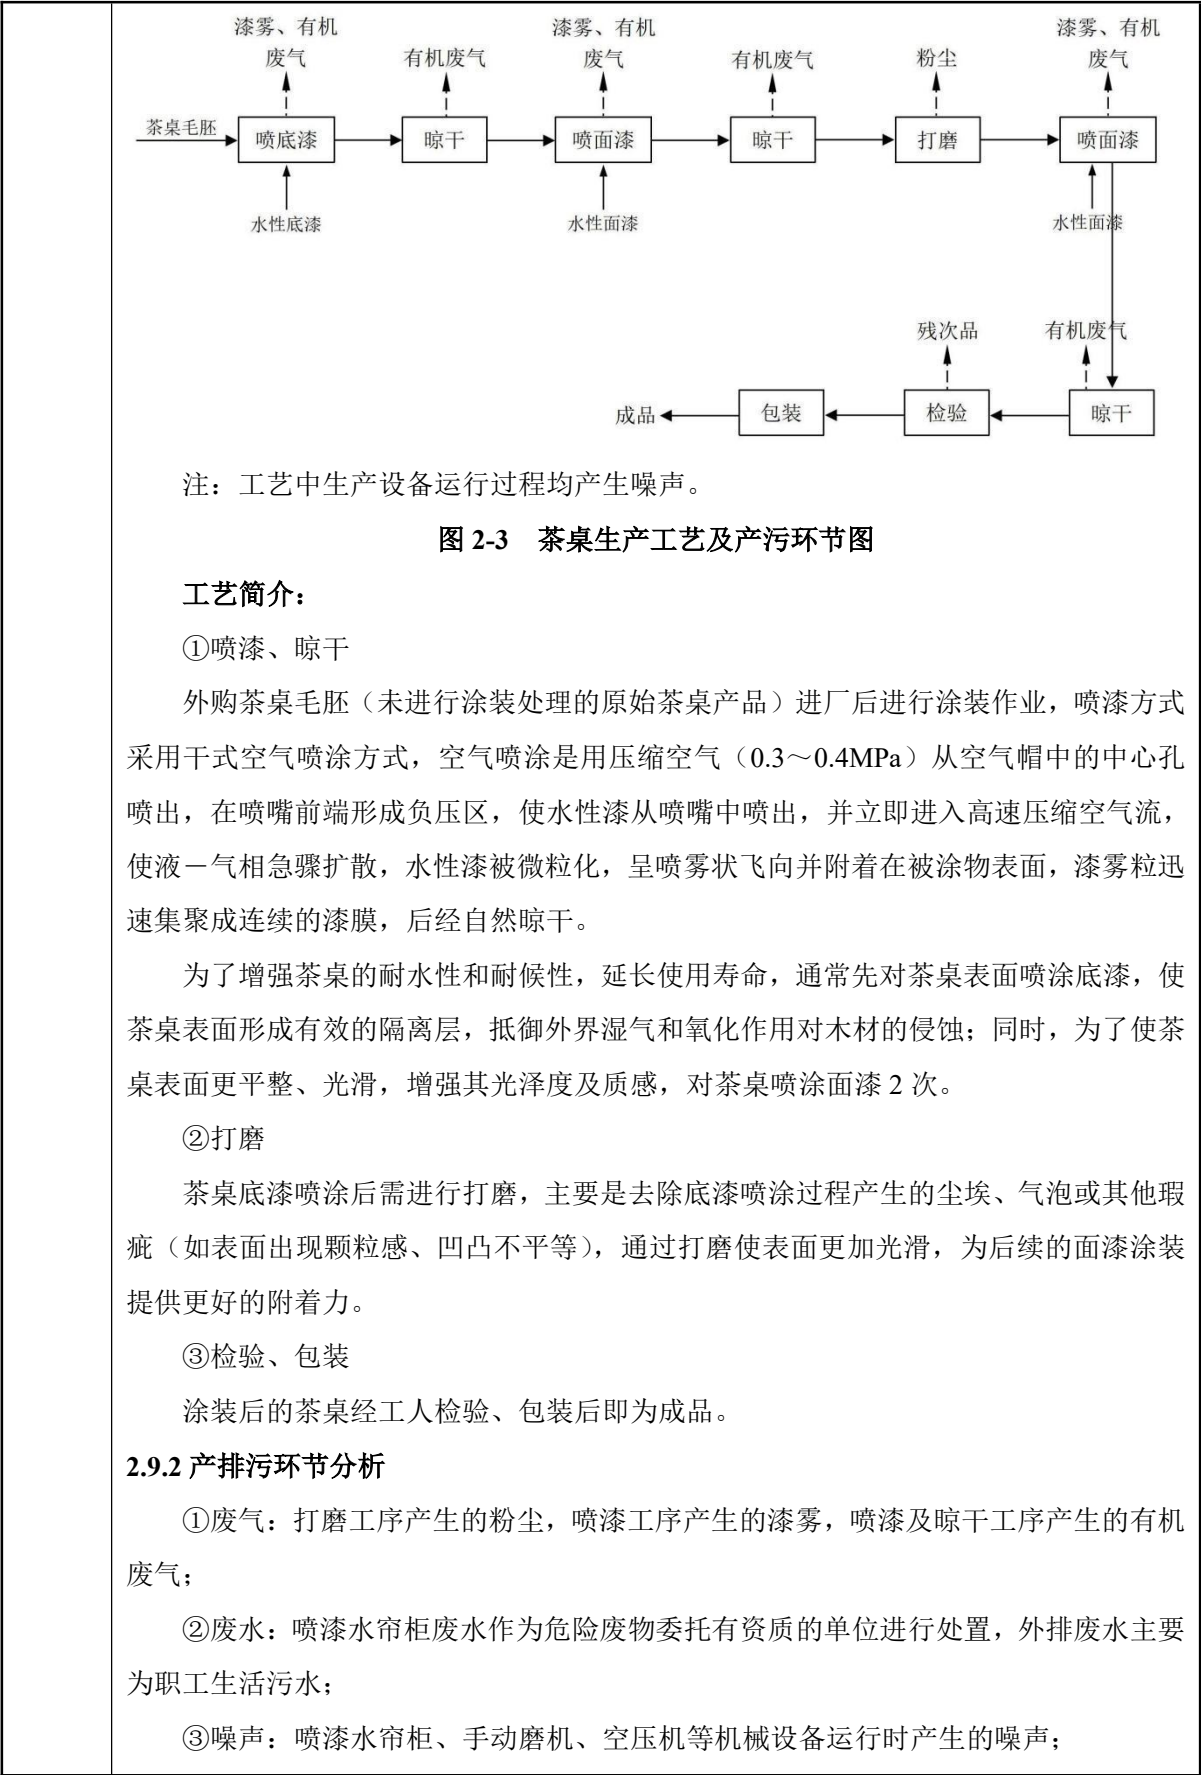 漆雾、有机
废气
有机废气
漆雾、有机
废气
有机废气
粉尘
漆雾、有机
废气
茶桌毛胚
喷底漆
晾干
喷面漆
晾干
打磨
喷面漆
水性底漆
水性面漆
水性面漆
残次品
有机废气
成品
包装
检验
晾干
注：工艺中生产设备运行过程均产生噪声。
图 2-3 茶桌生产工艺及产污环节图
工艺简介：
①喷漆、晾干
外购茶桌毛胚（未进行涂装处理的原始茶桌产品）进厂后进行涂装作业，喷漆方式
采用干式空气喷涂方式，空气喷涂是用压缩空气（0.3～0.4MPa）从空气帽中的中心孔
喷出，在喷嘴前端形成负压区，使水性漆从喷嘴中喷出，并立即进入高速压缩空气流，
使液－气相急骤扩散，水性漆被微粒化，呈喷雾状飞向并附着在被涂物表面，漆雾粒迅
速集聚成连续的漆膜，后经自然晾干。
为了增强茶桌的耐水性和耐候性，延长使用寿命，通常先对茶桌表面喷涂底漆，使
茶桌表面形成有效的隔离层，抵御外界湿气和氧化作用对木材的侵蚀；同时，为了使茶
桌表面更平整、光滑，增强其光泽度及质感，对茶桌喷涂面漆 2 次。
②打磨
茶桌底漆喷涂后需进行打磨，主要是去除底漆喷涂过程产生的尘埃、气泡或其他瑕
疵（如表面出现颗粒感、凹凸不平等），通过打磨使表面更加光滑，为后续的面漆涂装
提供更好的附着力。
③检验、包装
涂装后的茶桌经工人检验、包装后即为成品。
2.9.2 产排污环节分析
①废气：打磨工序产生的粉尘，喷漆工序产生的漆雾，喷漆及晾干工序产生的有机
废气；
②废水：喷漆水帘柜废水作为危险废物委托有资质的单位进行处置，外排废水主要
为职工生活污水；
③噪声：喷漆水帘柜、手动磨机、空压机等机械设备运行时产生的噪声；